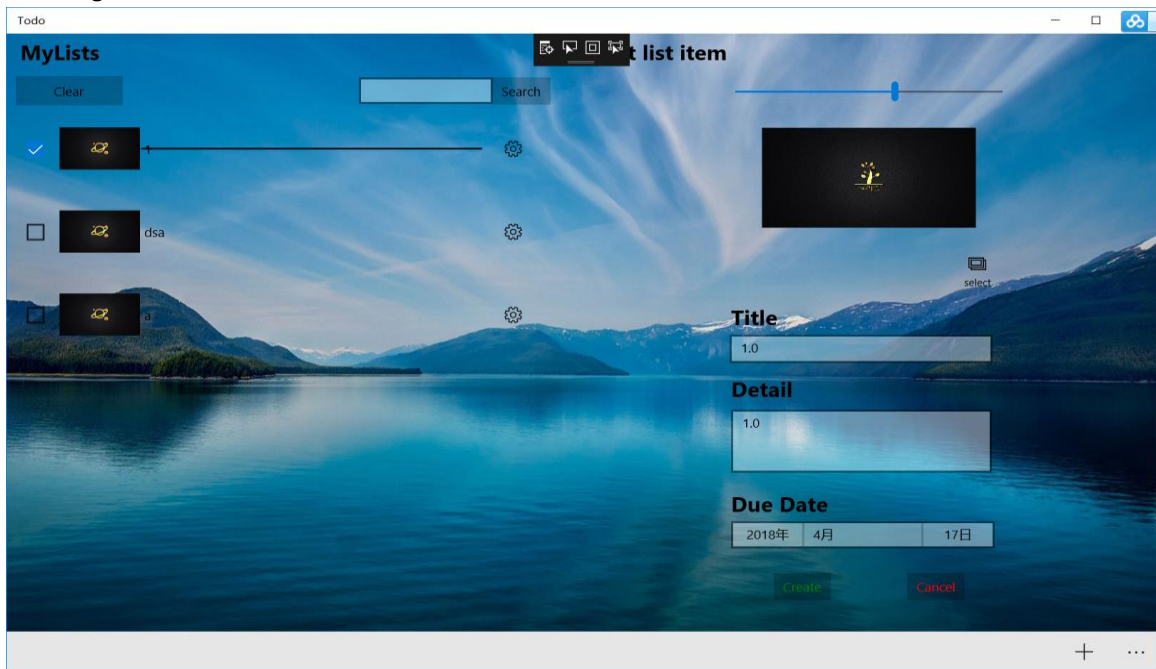 Todo
MyLists
t list item
Clear
Search
1
dsa
a
select
Title
1.0
Detail
1.0
Due Date
2018年 4月 17日
Create Cancel